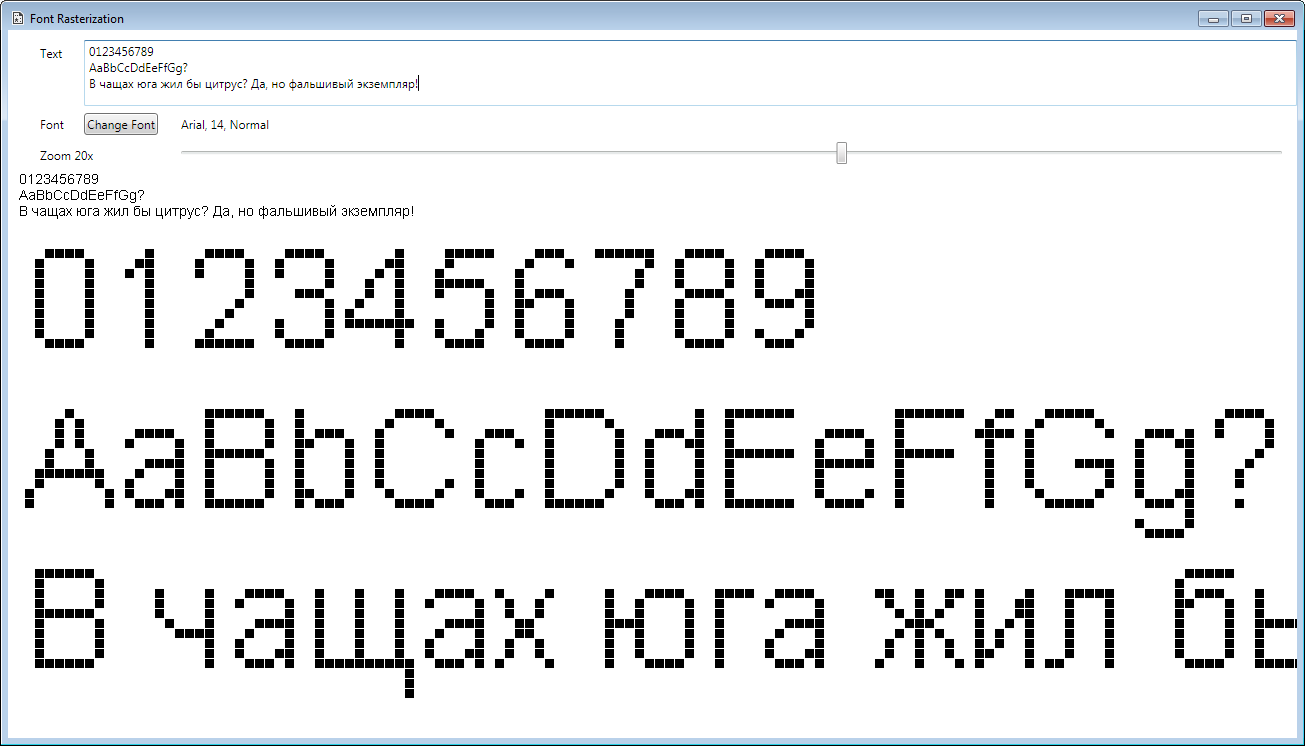 Font Rasterization
Text
0123456789
AaBbCcDdEeFfGg?
В чащах юга жил бы цитрус? Да, но фальшивый экземпляр!
Font Change Font Arial, 14, Normal
Zoom 20x
0123456789
AaBbCcDdEeFfGg?
В чащах юга жил бы цитрус? Да, но фальшивый экземпляр!
0123456789
AaBbCcDdEeFfGg?
В чащах юга жил бы